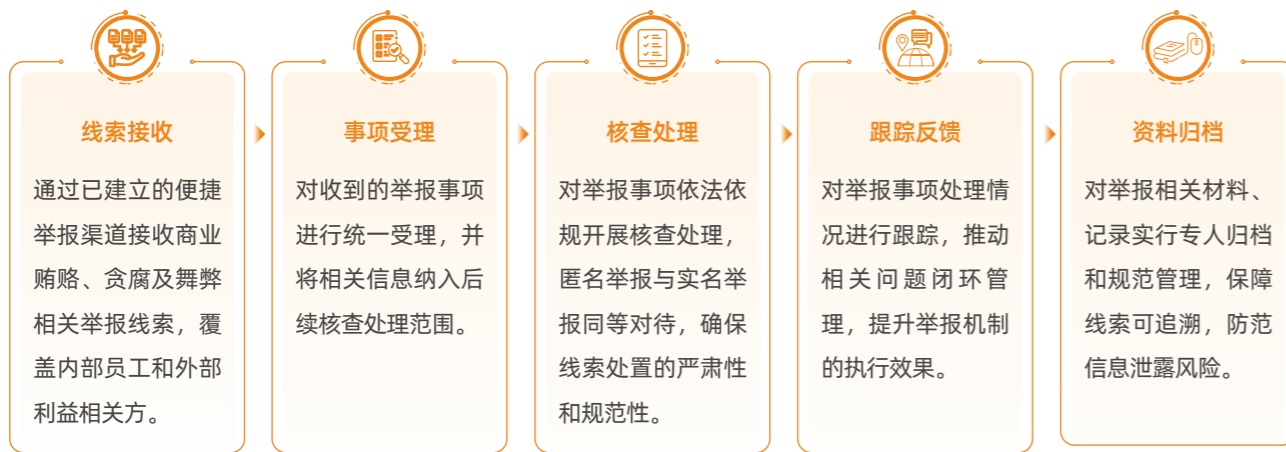 线索接收
通过已建立的便捷
举报渠道接收商业
贿赂、贪腐及舞弊
相关举报线索，覆
盖内部员工和外部
利益相关方。
事项受理
对收到的举报事项
进行统一受理，并
将相关信息纳入后
续核查处理范围。
核查处理
对举报事项依法依
规开展核查处理，
匿名举报与实名举
报同等对待，确保
线索处置的严肃性
和规范性。
跟踪反馈
对举报事项处理情
况进行跟踪，推动
相关问题闭环管
理，提升举报机制
的执行效果。
资料归档
对举报相关材料、
记录实行专人归档
和规范管理，保障
线索可追溯，防范
信息泄露风险。